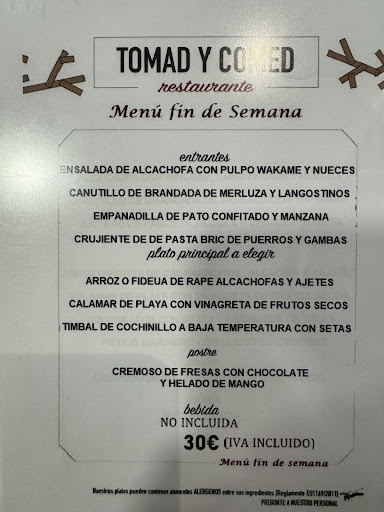 TOMAD Y COMED
restaurante
Menú fín de Semana
entrantes
ENSALADA DE ALCACHOFA CON PULPO WAKAME Y NUECES
CANUTILLO DE BRANDADA DE MERLUZA Y LANGOSTINOS
EMPANADILLA DE PATO CONFITADO Y MANZANA
CRUJIENTE DE DE PASTA BRIC DE PUERROS Y GAMBAS
plato principal a elegir
ARROZ O FIDEUA DE RAPE ALCACHOFAS Y AJETES
CALAMAR DE PLAYA CON VINAGRETA DE FRUTOS SECOS
TIMBAL DE COCHINILLO A BAJA TEMPERATURA CON SETAS
postre
CREMOSO DE FRESAS CON CHOCOLATE
Y HELADO DE MANGO
bebida
NO INCLUIDA
30€ (IVA INCLUIDO)
Menú fín de semana
Nuestros platos pueden contener alimentos ALERGENOS entre sus ingredientes (Reglamento EU1169/2011)
PREGUNTE A NUESTRO PERSONAL